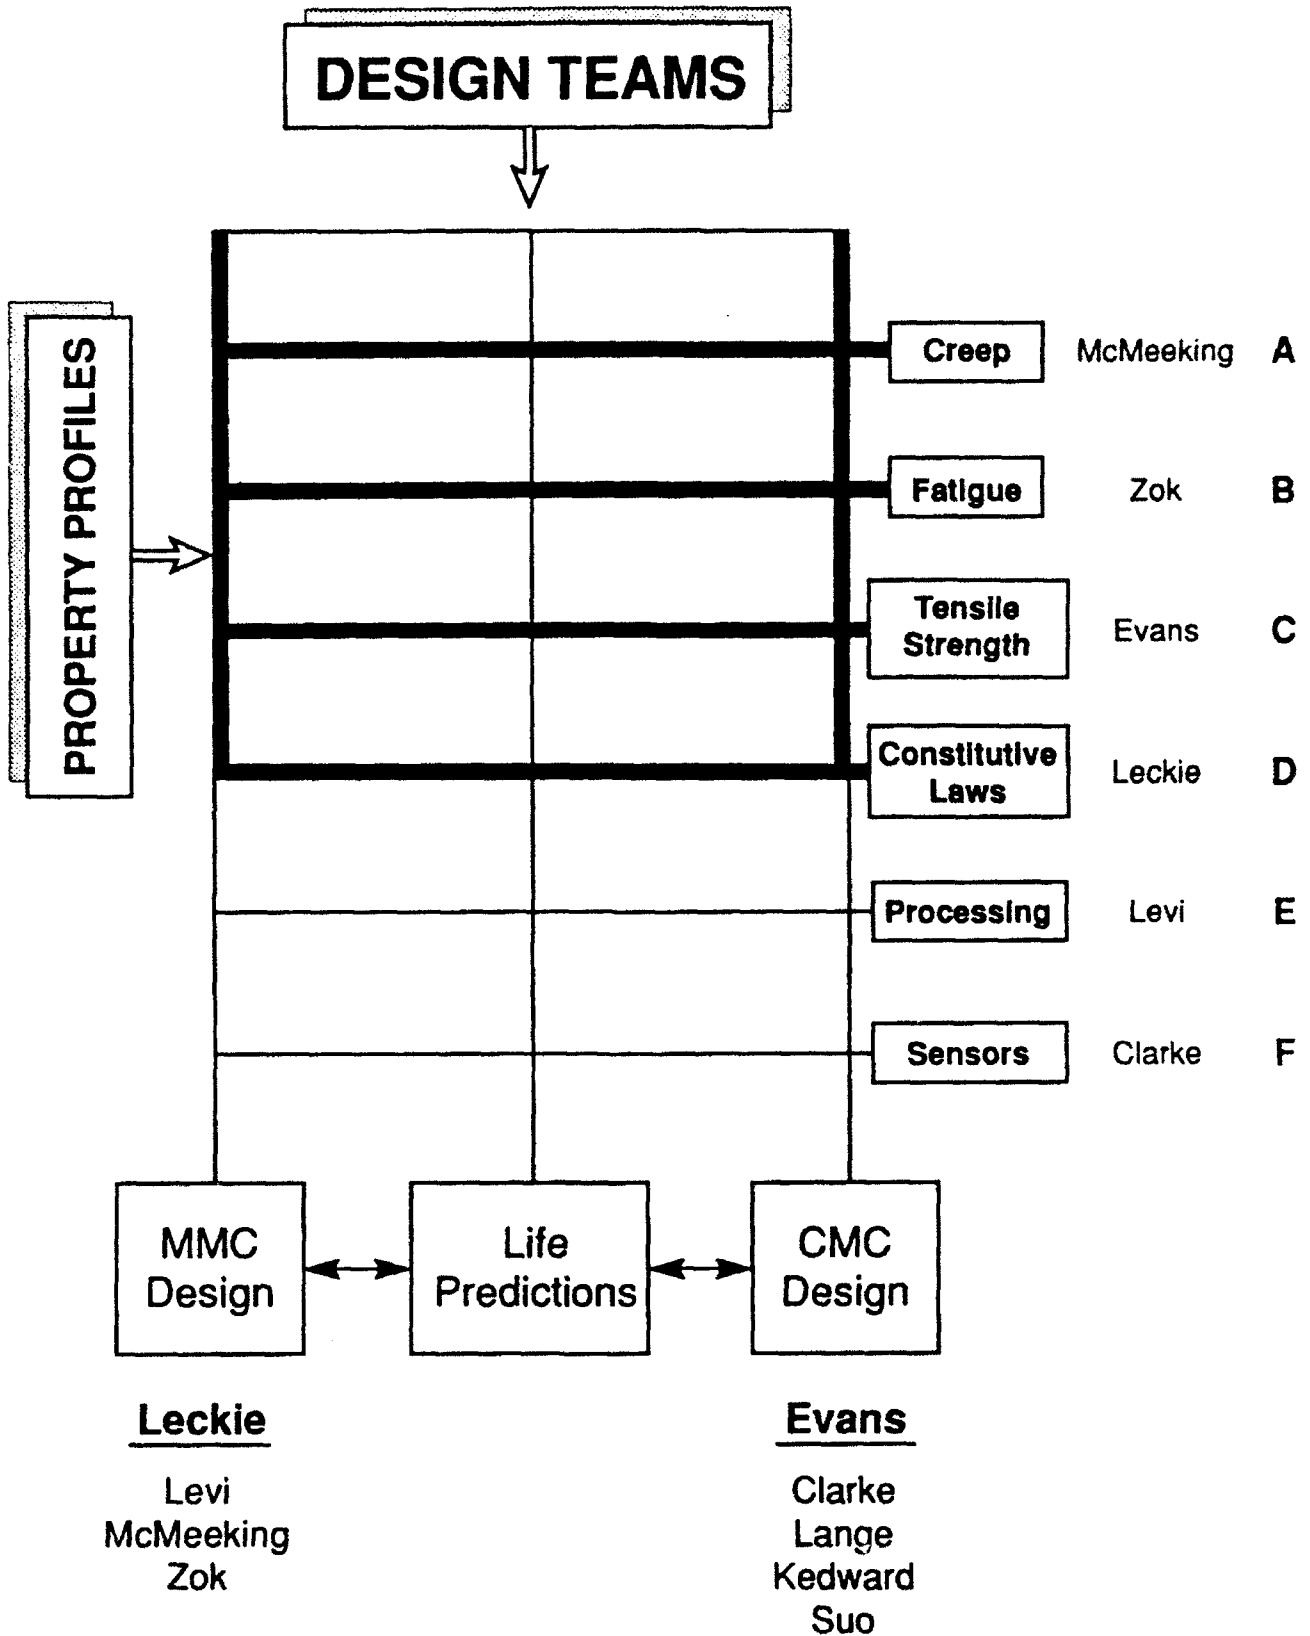 DESIGN TEAMS
PROPERTY PROFILES
Creep McMeeking A
Fatigue Zok B
Tensile
Strength Evans C
Constitutive
Laws Leckie D
Processing Levi E
Sensors Clarke F
MMC
Design
Life
Predictions
CMC
Design
Leckie
Levi
McMeeking
Zok
Evans
Clarke
Lange
Kedward
Suo